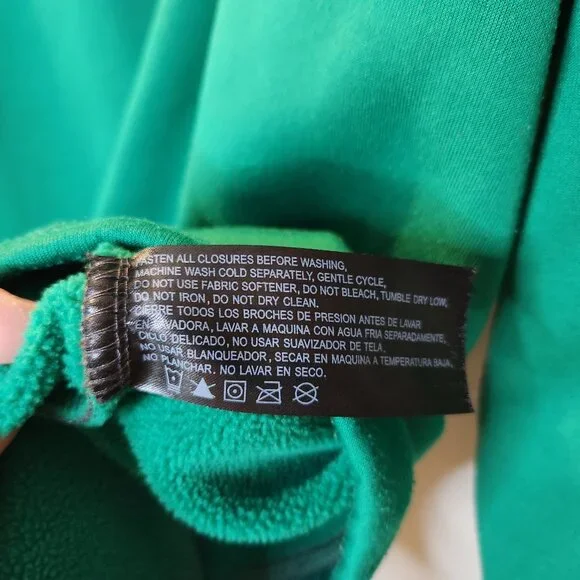 FASTEN ALL CLOSURES BEFORE WASHING,
MACHINE WASH COLD SEPARATELY, GENTLE CYCLE,
DO NOT USE FABRIC SOFTENER, DO NOT BLEACH, TUMBLE DRY LOW,
DO NOT IRON, DO NOT DRY CLEAN.
CIERRE TODOS LOS BROCHES DE PRESION ANTES DE LAVAR
EN LAVADORA, LAVAR A MAQUINA CON AGUA FRIA SEPARADAMENTE,
CICLO DELICADO, NO USAR SUAVIZADOR DE TELA,
NO USAR BLANQUEADOR, SECAR EN MAQUINA A TEMPERATURA BAJA,
NO PLANCHAR. NO LAVAR EN SECO.